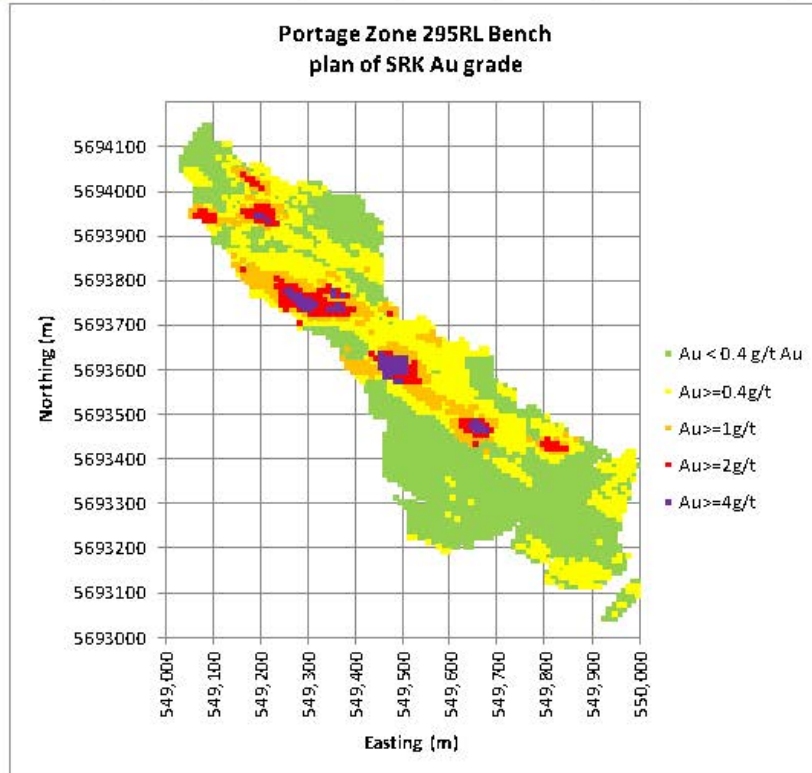 Portage Zone 295RL Bench
plan of SRK Au grade
Northing (m)
5694100
5694000
5693900
5693800
5693700
5693600
5693500
5693400
5693300
5693200
5693100
5693000
549,000
549,100
549,200
549,300
549,400
549,500
549,600
549,700
549,800
549,900
550,000
Easting (m)
Au < 0.4 g/t Au
Au>=0.4g/t
Au>=1g/t
Au>=2g/t
Au>=4g/t